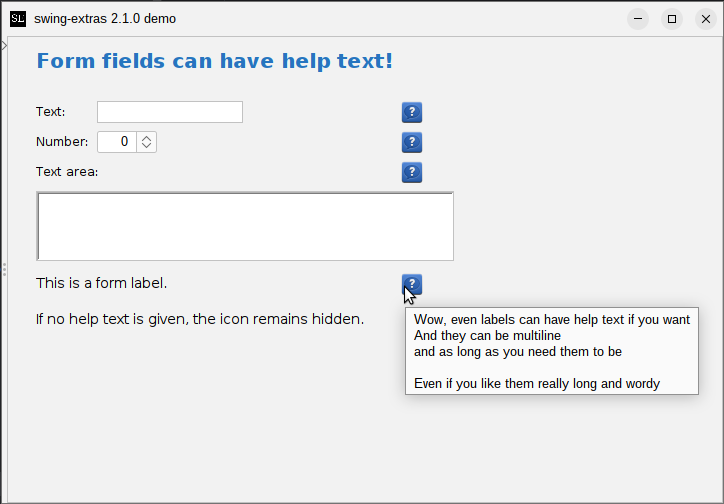 SL swing-extras 2.1.0 demo
Form fields can have help text!
Text:
Number: 0
Text area:
This is a form label.
If no help text is given, the icon remains hidden.
Wow, even labels can have help text if you want
And they can be multiline
and as long as you need them to be
Even if you like them really long and wordy